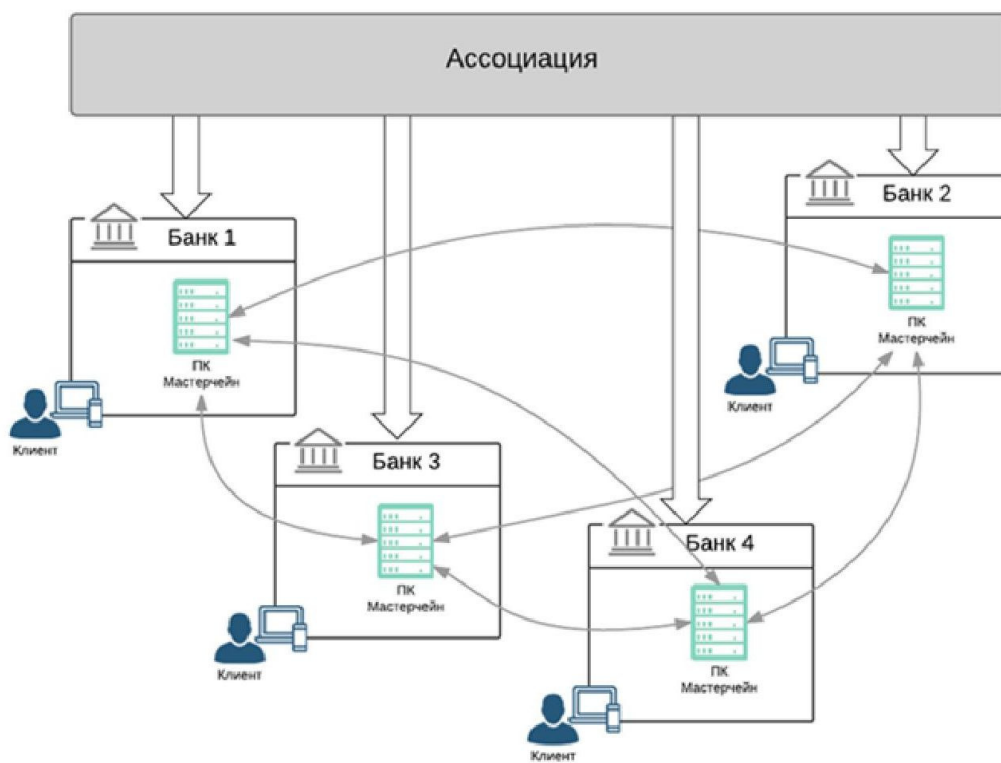 Ассоциация
Банк 1
ПК
Мастерчейн
Клиент
Банк 2
ПК
Мастерчейн
Клиент
Банк 3
ПК
Мастерчейн
Клиент
Банк 4
ПК
Мастерчейн
Клиент